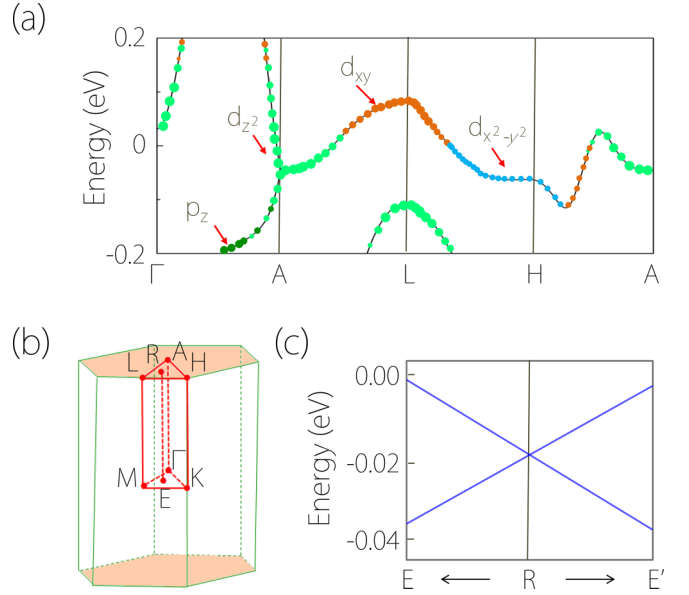 (a)
0.2
0
-0.2
Energy (eV)
d_{z^2}
p_z
d_{xy}
d_{x^2-y^2}
Γ A L H A
(b)
L R A H
M Γ K
E
(c)
0.00
-0.02
-0.04
Energy (eV)
E ← R → E'